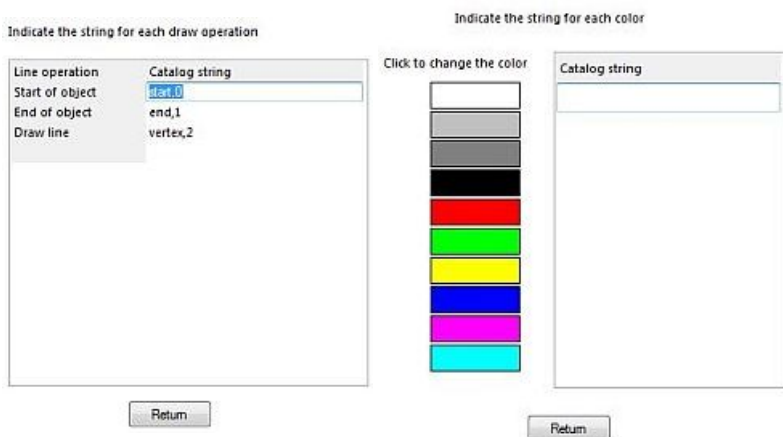 Indicate the string for each draw operation
Line operation Catalog string
Start of object start,0
End of object end,1
Draw line vertex,2
Return
Indicate the string for each color
Click to change the color
Catalog string
Return